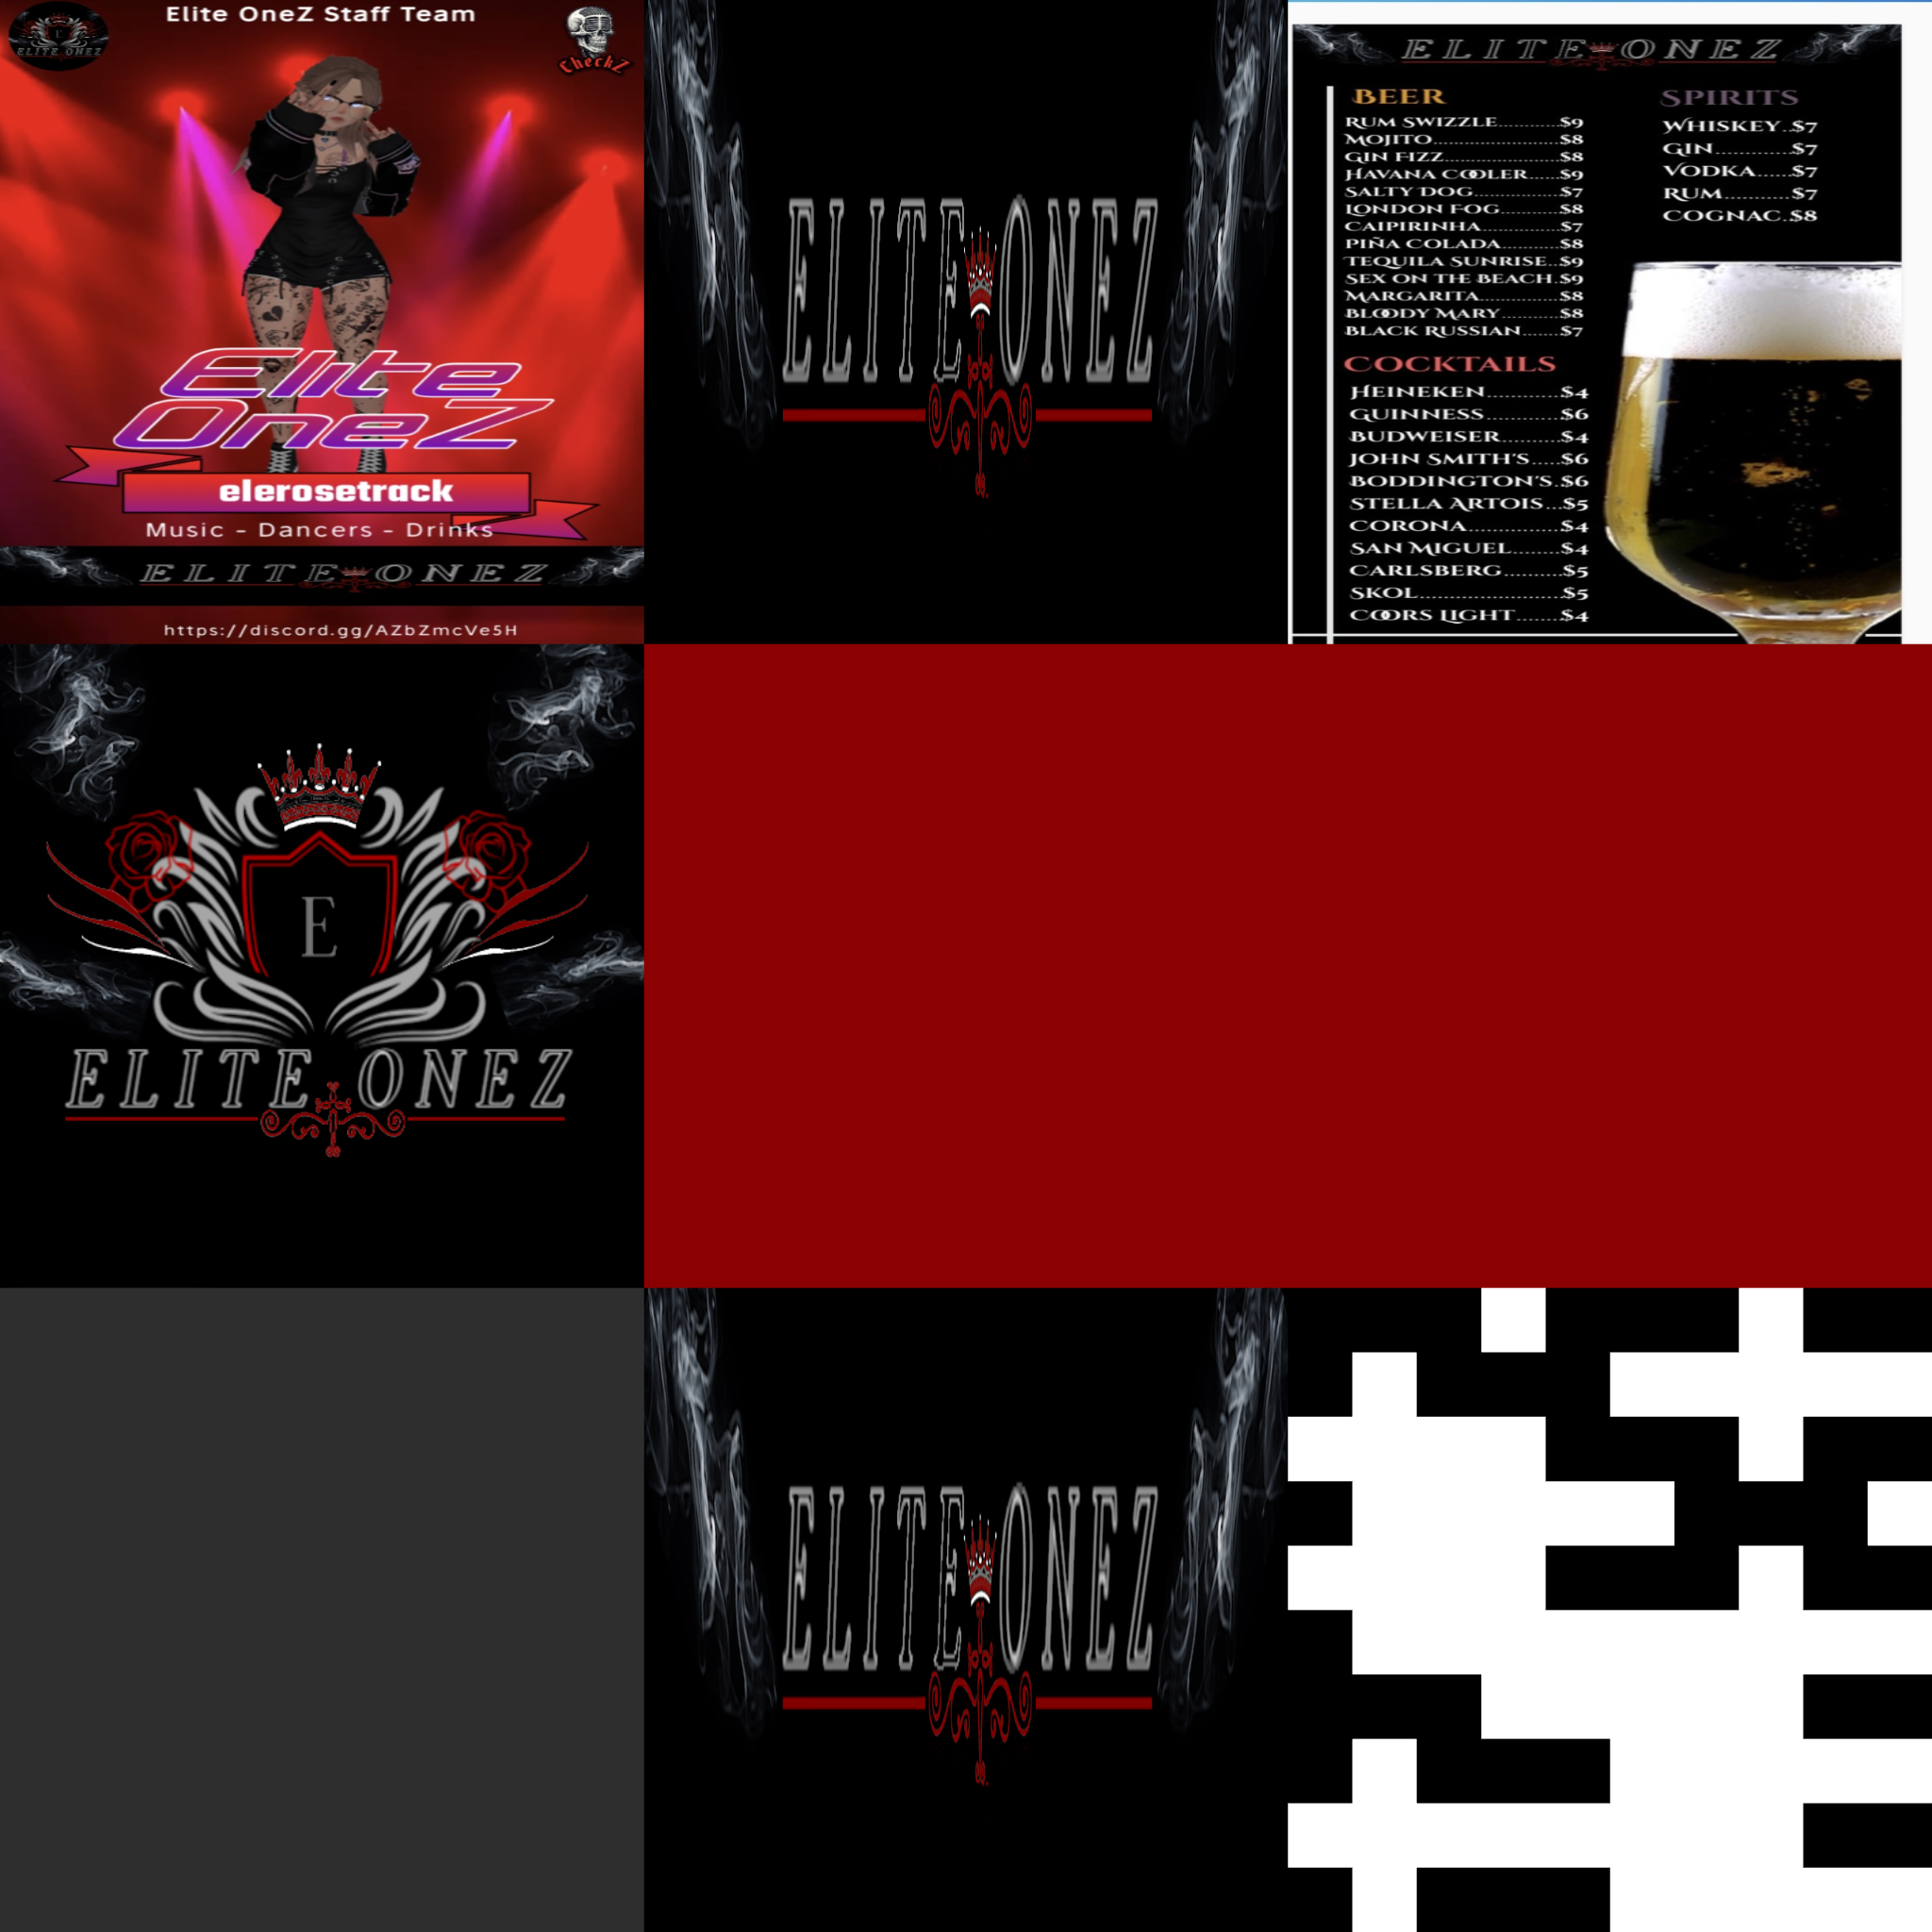 Elite OneZ Staff Team
E
ELITE ONEZ
CheckZ
Elite
OneZ
elerosetrack
Music - Dancers - Drinks
ELITE ONEZ
https://discord.gg/AZbZmcVe5H
ELITE ONEZ
ELITE ONEZ
BEER
RUM SWIZZLE...........$9
MOJITO......................$8
GIN FIZZ....................$8
HAVANA COOLER.....$9
SALTY DOG...............$7
LONDON FOG...........$8
CAIPIRINHA..............$7
PIÑA COLADA...........$8
TEQUILA SUNRISE..$9
SEX ON THE BEACH.$9
MARGARITA..............$8
BLOODY MARY..........$8
BLACK RUSSIAN.......$7
COCKTAILS
HEINEKEN...........$4
GUINNESS...........$6
BUDWEISER........$4
JOHN SMITH'S....$6
BODDINGTON'S.$6
STELLA ARTOIS...$5
CORONA..............$4
SAN MIGUEL.......$4
CARLSBERG.........$5
SKOL.....................$5
COORS LIGHT......$4
SPIRITS
WHISKEY..$7
GIN...........$7
VODKA.....$7
RUM..........$7
COGNAC..$8
E
ELITE ONEZ
ELITE ONEZ